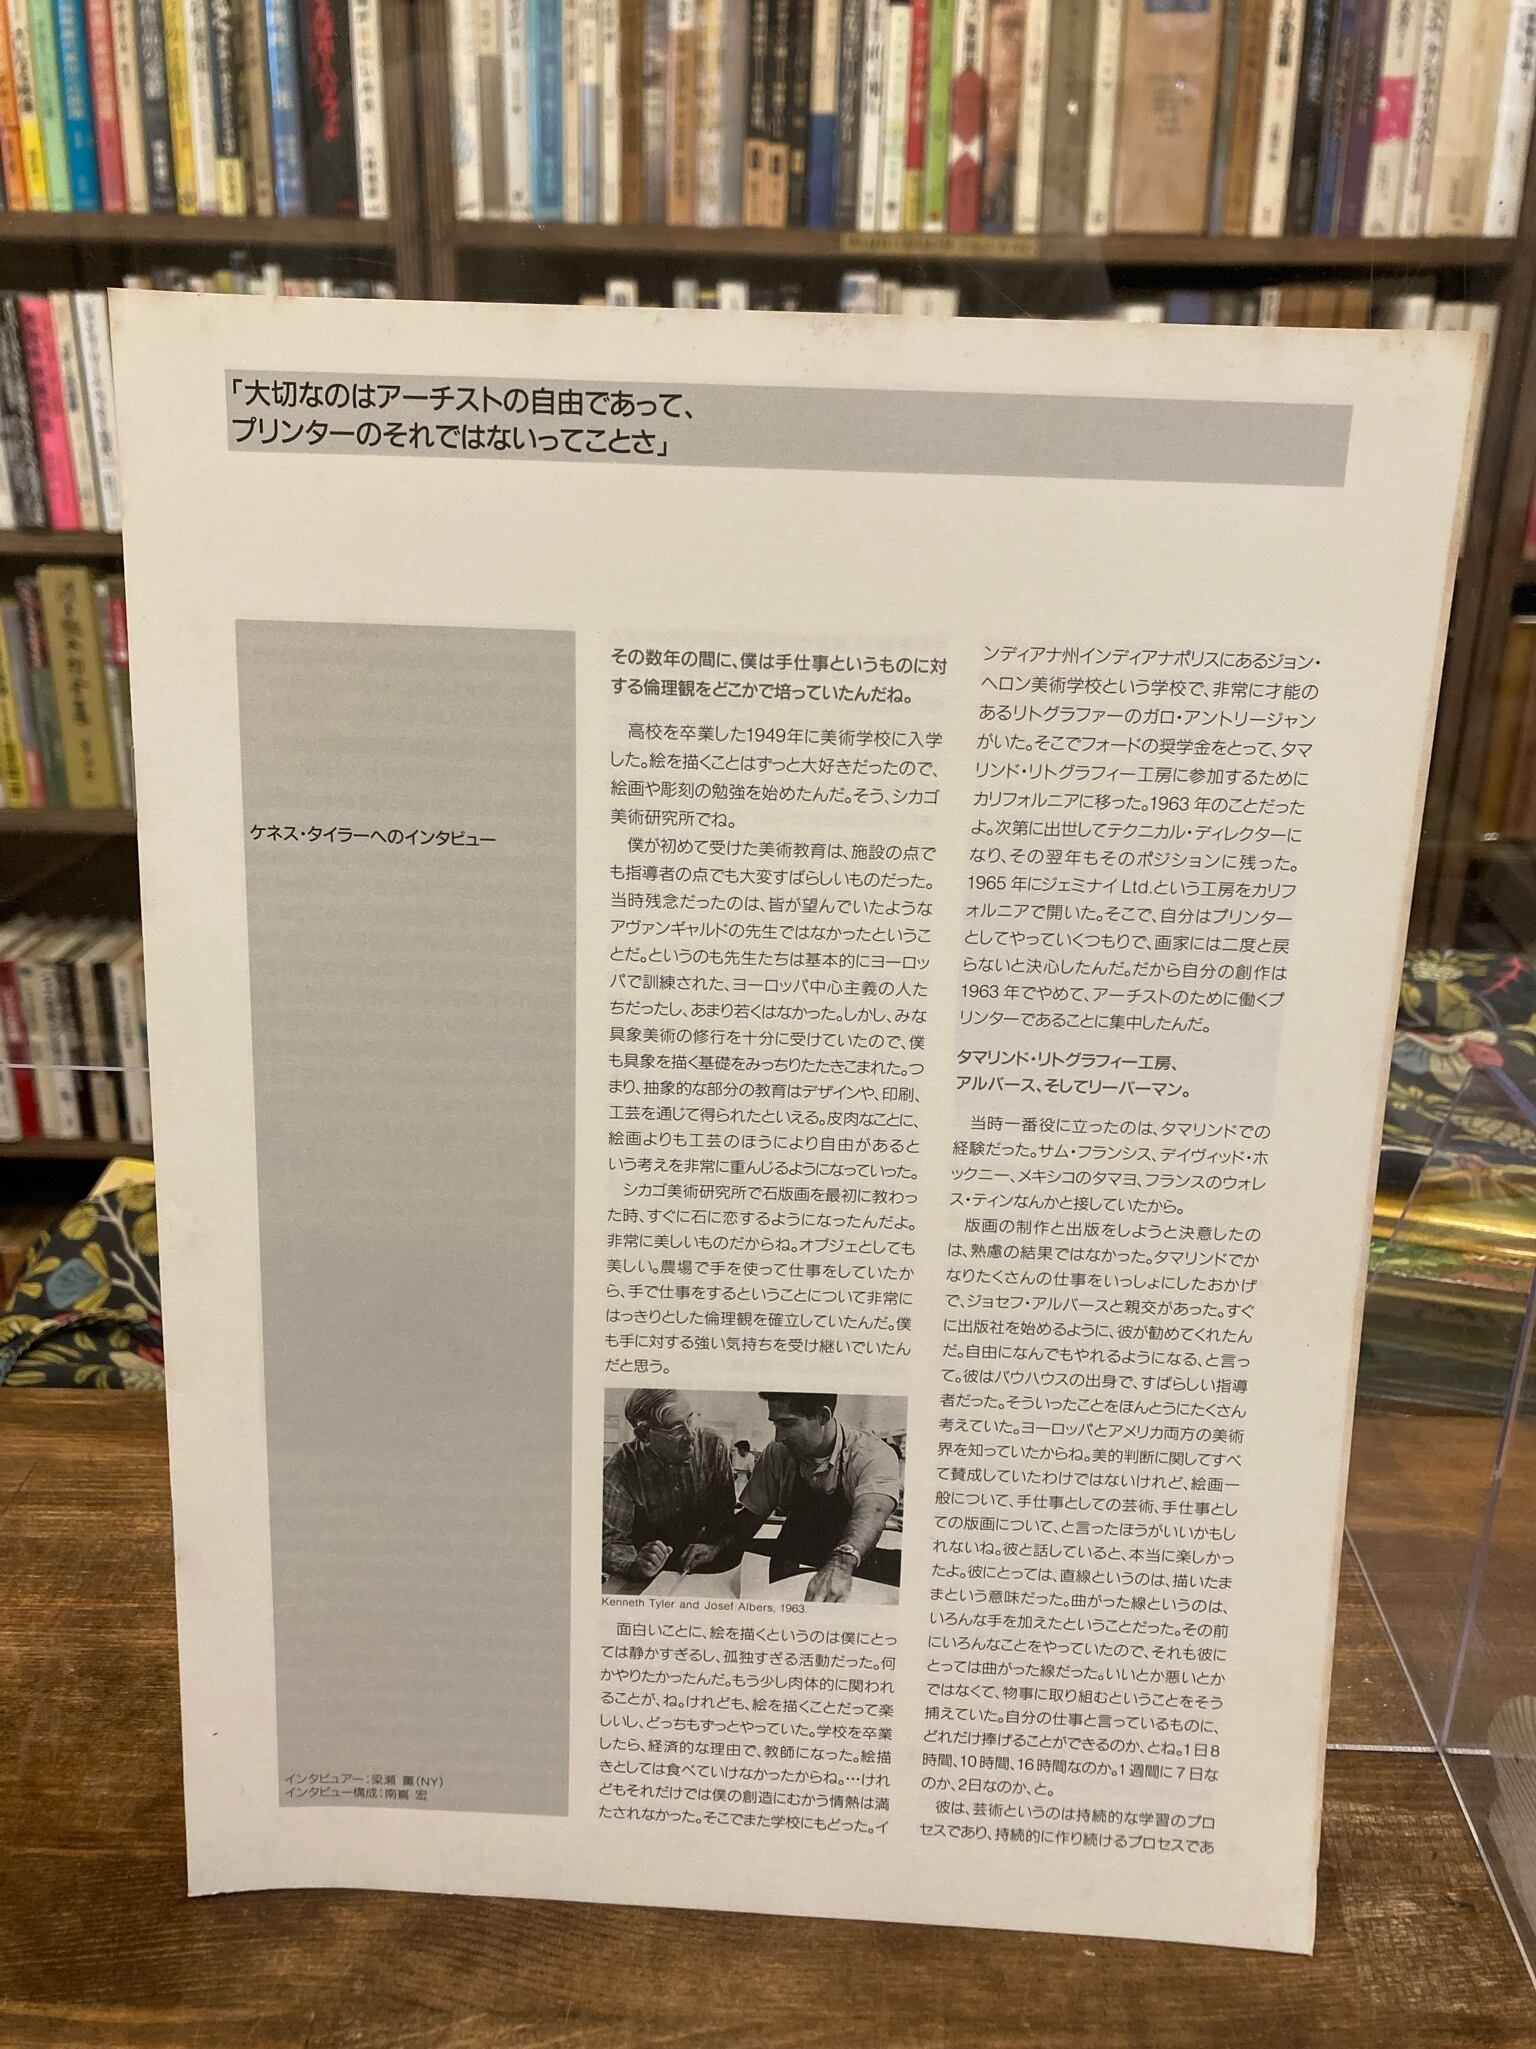 「大切なのはアーチストの自由であって、
プリンターのそれではないってことさ」
ケネス・タイラーへのインタビュー
インタビュアー：梁瀬 薫(NY)
インタビュー構成：南嶌 宏
その数年の間に、僕は手仕事というものに対
する倫理観をどこかで培っていたんだね。
高校を卒業した1949年に美術学校に入学
した。絵を描くことはずっと大好きだったので、
絵画や彫刻の勉強を始めたんだ。そう、シカゴ
美術研究所でね。
僕が初めて受けた美術教育は、施設の点で
も指導者の点でも大変すばらしいものだった。
当時残念だったのは、皆が望んでいたような
アヴァンギャルドの先生ではなかったというこ
とだ。というのも先生たちは基本的にヨーロッ
パで訓練された、ヨーロッパ中心主義の人た
ちだったし、あまり若くはなかった。しかし、みな
具象美術の修行を十分に受けていたので、僕
も具象を描く基礎をみっちりたたきこまれた。つ
まり、抽象的な部分の教育はデザインや、印刷、
工芸を通じて得られたといえる。皮肉なことに、
絵画よりも工芸のほうにより自由があると
いう考えを非常に重んじるようになっていった。
シカゴ美術研究所で石版画を最初に教わっ
た時、すぐに石に恋するようになったんだよ。
非常に美しいものだからね。オブジェとしても
美しい。農場で手を使って仕事をしていたか
ら、手で仕事をするということについて非常に
はっきりとした倫理観を確立していたんだ。僕
も手に対する強い気持ちを受け継いでいたん
だと思う。
Kenneth Tyler and Josef Albers, 1963.
面白いことに、絵を描くというのは僕にとっ
ては静かすぎるし、孤独すぎる活動だった。何
かやりたかったんだ。もう少し肉体的に関われ
ることが、ね。けれども、絵を描くことだって楽
しいし、どっちもずっとやっていた。学校を卒業
したら、経済的な理由で、教師になった。絵描
きとしては食べていけなかったからね。…けれ
どもそれだけでは僕の創造にむかう情熱は満
たされなかった。そこでまた学校にもどった。イ
ンディアナ州インディアナポリスにあるジョン・
ヘロン美術学校という学校で、非常に才能の
あるリトグラファーのガロ・アントリージャン
がいた。そこでフォードの奨学金をとって、タマ
リンド・リトグラフィー工房に参加するために
カリフォルニアに移った。1963年のことだった
よ。次第に出世してテクニカル・ディレクターに
なり、その翌年もそのポジションに残った。
1965年にジェミナイLtd.という工房をカリフ
ォルニアで開いた。そこで、自分はプリンター
としてやっていくつもりで、画家には二度と戻
らないと決心したんだ。だから自分の創作は
1963年でやめて、アーチストのために働くプ
リンターであることに集中したんだ。
タマリンド・リトグラフィー工房、
アルバース、そしてリーバーマン。
当時一番役に立ったのは、タマリンドでの
経験だった。サム・フランシス、デイヴィッド・ホ
ックニー、メキシコのタマヨ、フランスのウォレ
ス・ティンなんかと接していたから。
版画の制作と出版をしようと決意したの
は、熟慮の結果ではなかった。タマリンドでか
なりたくさんの仕事をいっしょにしたおかげ
で、ジョセフ・アルバースと親交があった。すぐ
に出版社を始めるように、彼が勧めてくれたん
だ。自由になんでもやれるようになる、と言っ
て。彼はバウハウスの出身で、すばらしい指導
者だった。そういったことをほんとうにたくさん
考えていた。ヨーロッパとアメリカ両方の美術
界を知っていたからね。美的判断に関してすべ
て賛成していたわけではないけれど、絵画一
般について、手仕事としての芸術、手仕事とし
ての版画について、と言ったほうがいいかもし
れないね。彼と話していると、本当に楽しかっ
たよ。彼にとっては、直線というのは、描いたま
まという意味だった。曲がった線というのは、
いろんな手を加えたということだった。その前
にいろんなことをやっていたので、それも彼に
とっては曲がった線だった。いいとか悪いとか
ではなくて、物事に取り組むということをそう
捕えていた。自分の仕事と言っているものに、
どれだけ捧げることができるのか、とね。1日8
時間、10時間、16時間なのか。1週間に7日な
のか、2日なのか、と。
彼は、芸術というのは持続的な学習のプロ
セスであり、持続的に作り続けるプロセスであ